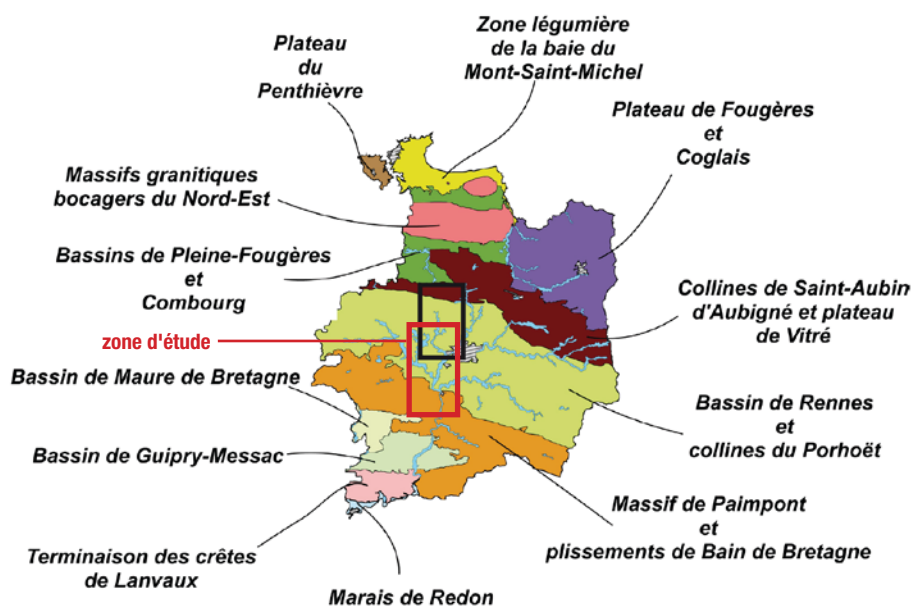 Zone légumière
de la baie du
Mont-Saint-Michel
Plateau
du
Penthièvre
Plateau de Fougères
et
Coglais
Massifs granitiques
bocagers du Nord-Est
Bassins de Pleine-Fougères
et
Combourg
Collines de Saint-Aubin
d'Aubigné et plateau
de Vitré
zone d'étude
Bassin de Maure de Bretagne
Bassin de Rennes
et
collines du Porhoët
Bassin de Guipry-Messac
Massif de Paimpont
et
plissements de Bain de Bretagne
Terminaison des crêtes
de Lanvaux
Marais de Redon